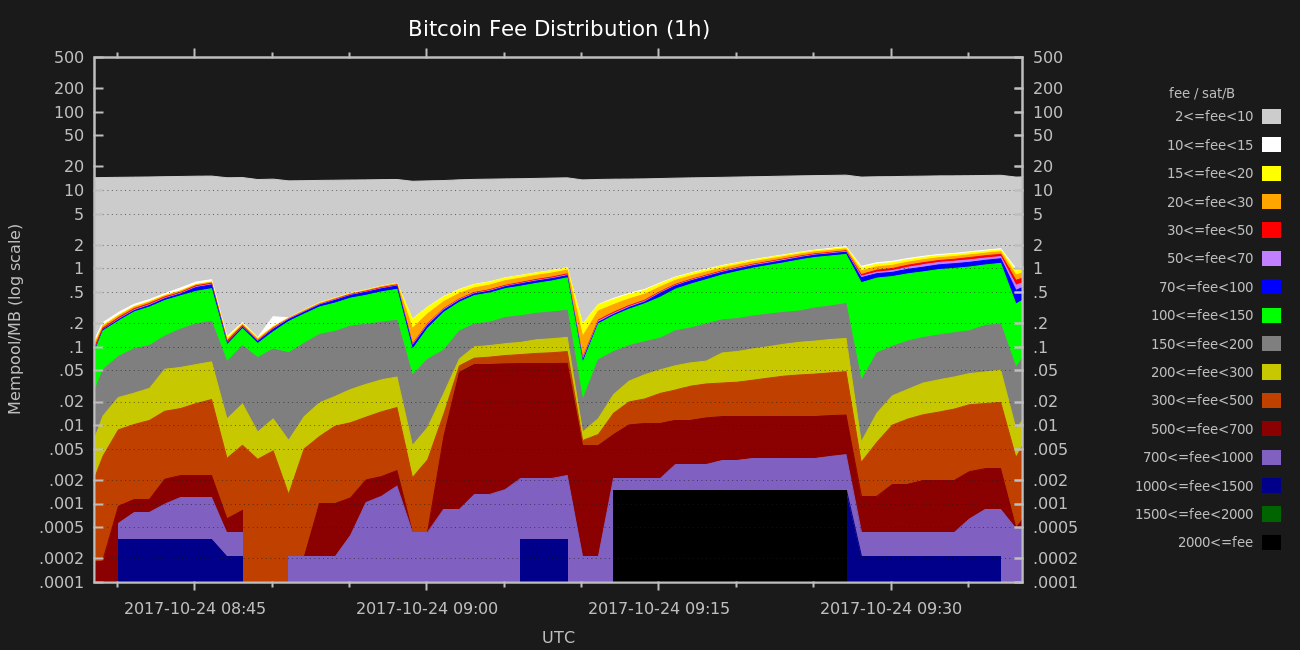 Bitcoin Fee Distribution (1h)
500 500
200 200
100 100
50 50
20 20
10 10
5 5
2 2
1 1
.5 .5
.2 .2
.1 .1
.05 .05
.02 .02
.01 .01
.005 .005
.002 .002
.001 .001
.0005 .0005
.0002 .0002
.0001 .0001
Mempool/MB (log scale)
2017-10-24 08:45 2017-10-24 09:00 2017-10-24 09:15 2017-10-24 09:30
UTC
fee / sat/B
2<=fee<10
10<=fee<15
15<=fee<20
20<=fee<30
30<=fee<50
50<=fee<70
70<=fee<100
100<=fee<150
150<=fee<200
200<=fee<300
300<=fee<500
500<=fee<700
700<=fee<1000
1000<=fee<1500
1500<=fee<2000
2000<=fee